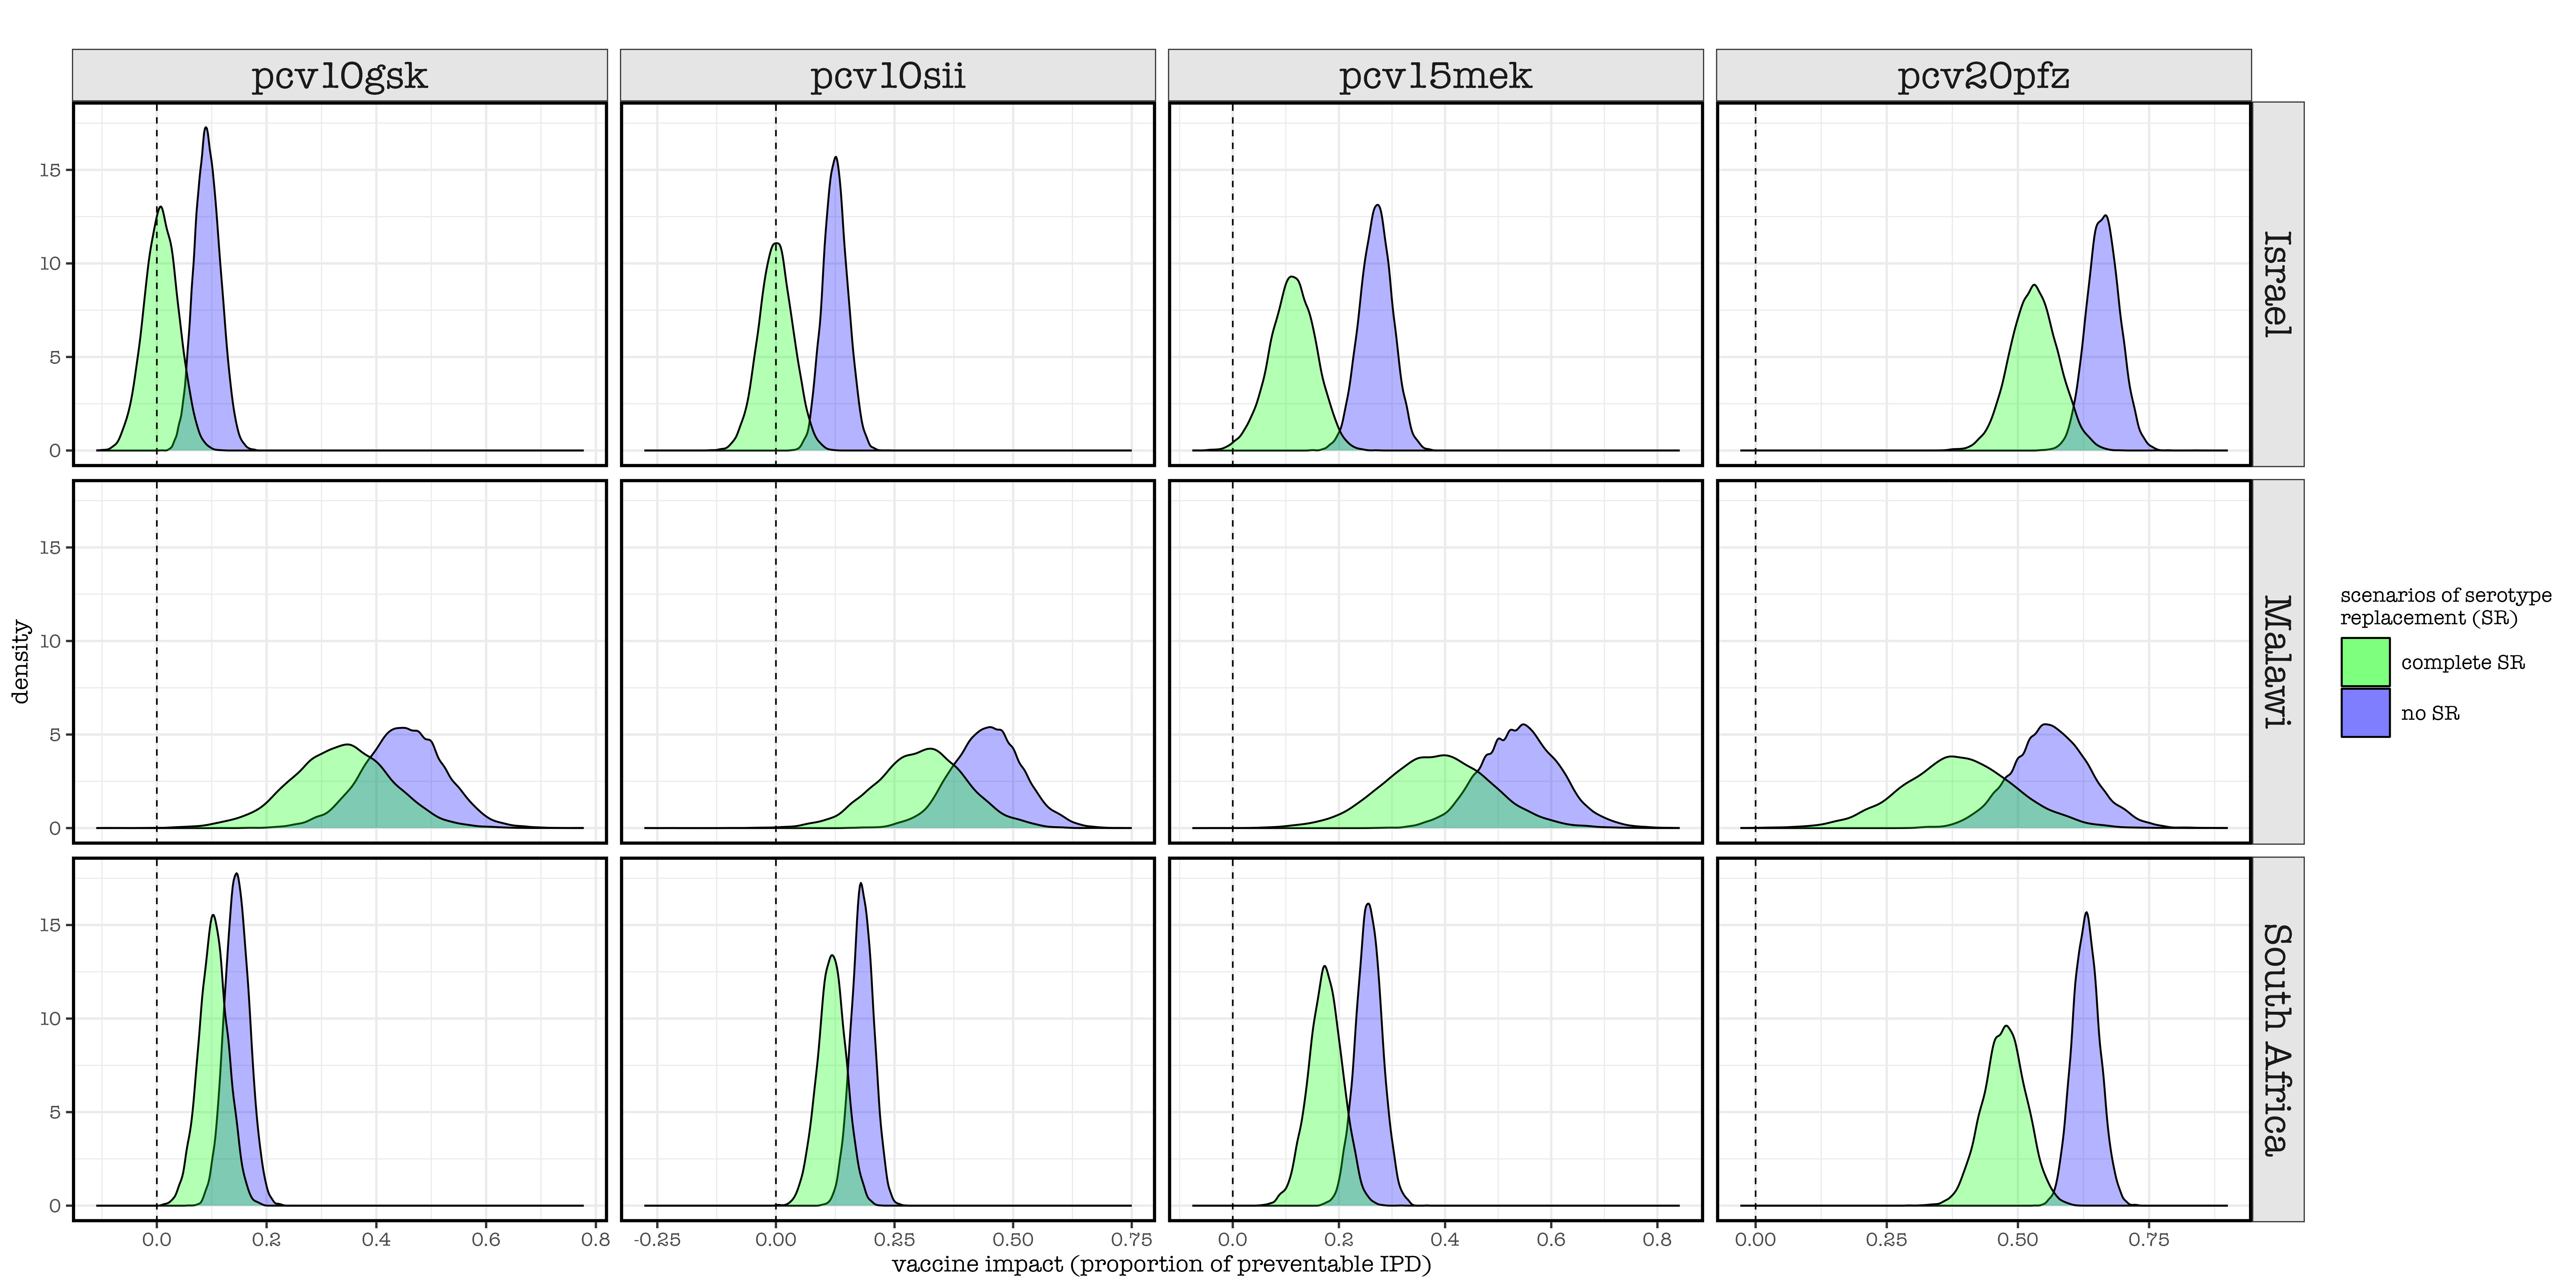 pcv10gsk
pcv10sii
pcv15mek
pcv20pfz
15
10
5
0
Israel
15
10
5
0
Malawi
15
10
5
0
South Africa
density
0.0 0.2 0.4 0.6 0.8
-0.25 0.00 0.25 0.50 0.75
0.0 0.2 0.4 0.6 0.8
0.00 0.25 0.50 0.75
vaccine impact (proportion of preventable IPD)
scenarios of serotype
replacement (SR)
complete SR
no SR